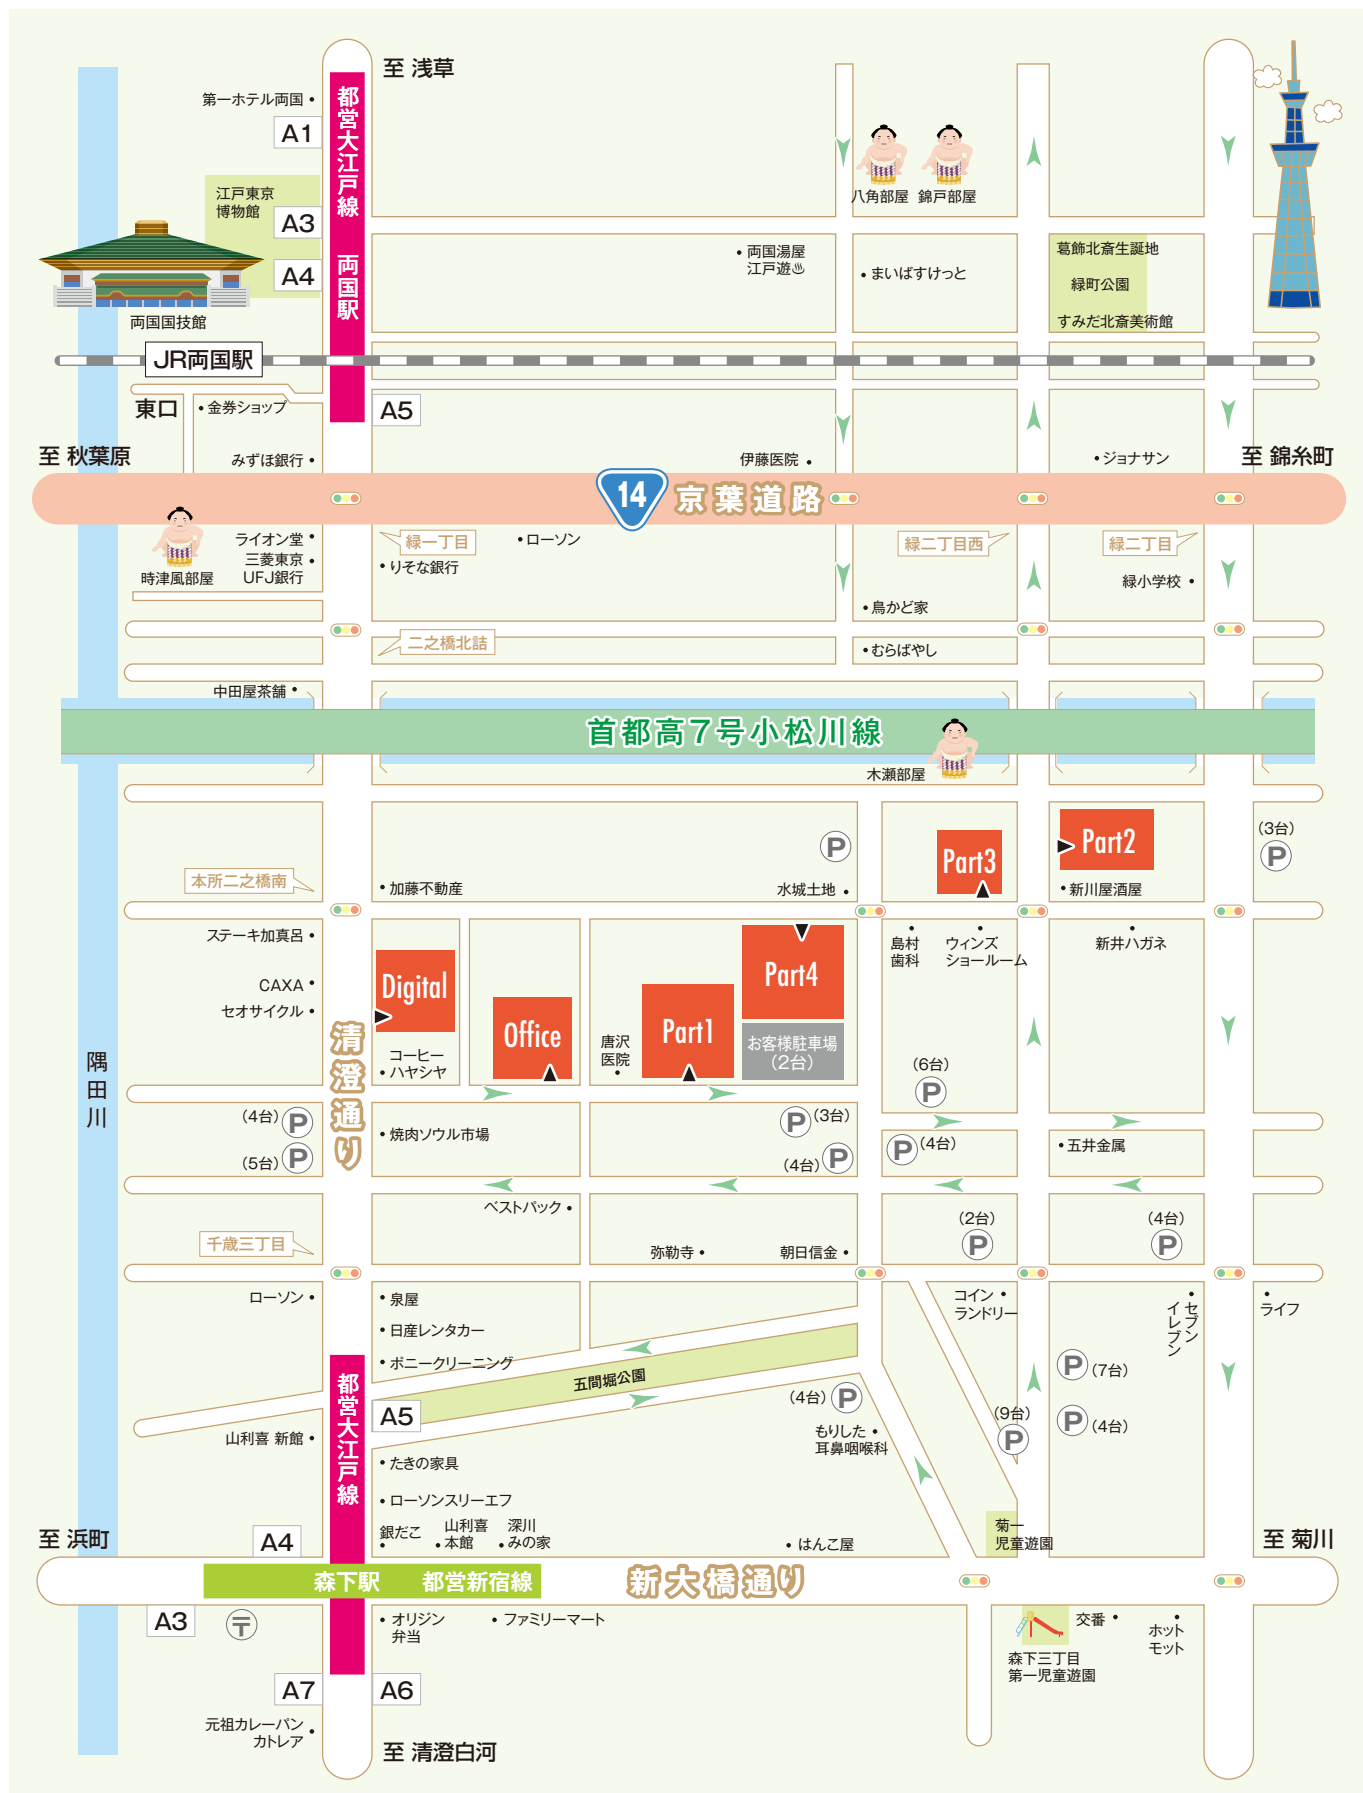 至 浅草
第一ホテル両国
A1
都営大江戸線 両国駅
江戸東京
博物館
A3
A4
両国国技館
八角部屋
錦戸部屋
両国湯屋
江戸遊♨
まいばすけっと
葛飾北斎生誕地
緑町公園
すみだ北斎美術館
JR両国駅
東口
金券ショップ
A5
至 秋葉原
みずほ銀行
伊藤医院
ジョナサン
至 錦糸町
14
京葉道路
時津風部屋
ライオン堂
三菱東京
UFJ銀行
緑一丁目
りそな銀行
ローソン
緑二丁目西
緑二丁目
緑小学校
鳥かど家
二之橋北詰
むらばやし
中田屋茶舗
首都高7号小松川線
木瀬部屋
P
Part3
Part2
(3台)
P
本所二之橋南
加藤不動産
水城土地
新川屋酒屋
ステーキ加真呂
CAXA
セオサイクル
Digital
Office
唐沢
医院
Part1
Part4
お客様駐車場
(2台)
島村
歯科
ウィンズ
ショールーム
新井ハガネ
コーヒー
ハヤシヤ
清澄通り
隅田川
(6台)
P
(4台)
P
(5台)
P
焼肉ソウル市場
P
(3台)
(4台)
P
P
(4台)
五井金属
ベストパック
千歳三丁目
弥勒寺
朝日信金
(2台)
P
(4台)
P
ローソン
泉屋
日産レンタカー
ポニークリーニング
コイン
ランドリー
セブン
イレブン
ライフ
五間堀公園
都営大江戸線
A5
(4台)
P
もりした
耳鼻咽喉科
P
(7台)
(9台)
P
P
(4台)
山利喜 新館
たきの家具
ローソンスリーエフ
銀だこ
山利喜
本館
深川
みの家
はんこ屋
菊一
児童遊園
至 浜町
A4
至 菊川
森下駅
都営新宿線
新大橋通り
A3
〒
オリジン
弁当
ファミリーマート
交番
ホット
モット
森下三丁目
第一児童遊園
A7
A6
元祖カレーパン
カトレア
至 清澄白河